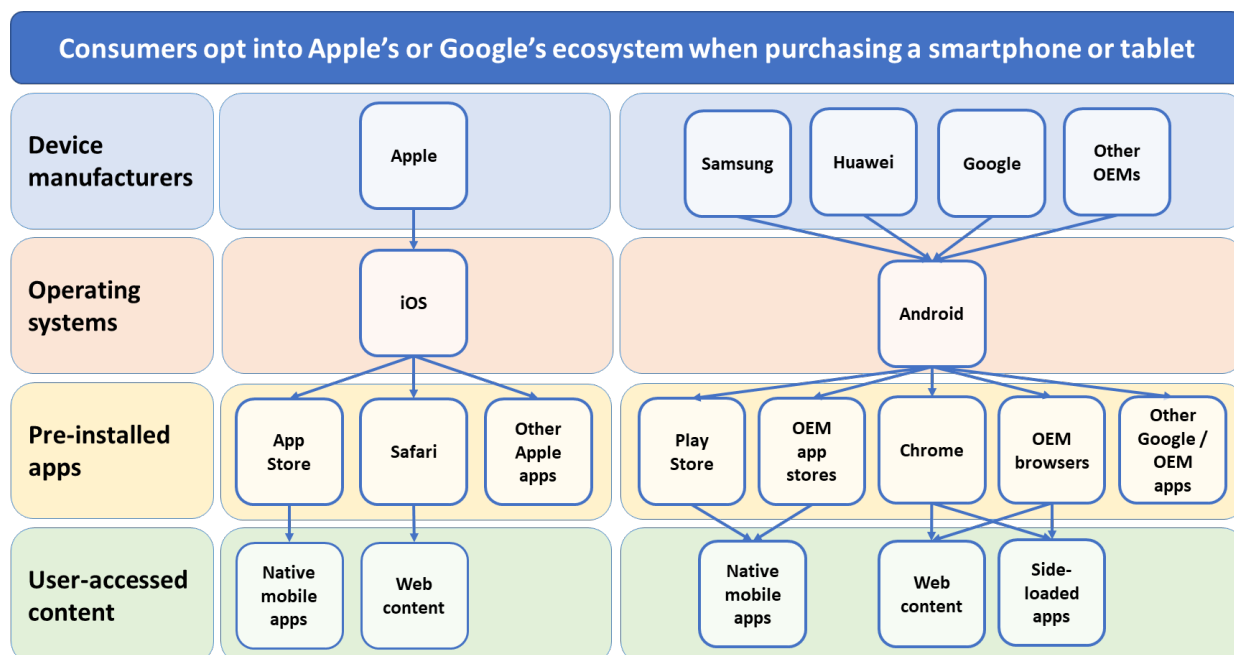 Consumers opt into Apple's or Google's ecosystem when purchasing a smartphone or tablet
Device
manufacturers
Apple
Samsung
Huawei
Google
Other
OEMs
Operating
systems
iOS
Android
Pre-installed
apps
App
Store
Safari
Other
Apple
apps
Play
Store
OEM
app
stores
Chrome
OEM
browsers
Other
Google /
OEM
apps
User-accessed
content
Native
mobile
apps
Web
content
Native
mobile
apps
Web
content
Side-
loaded
apps